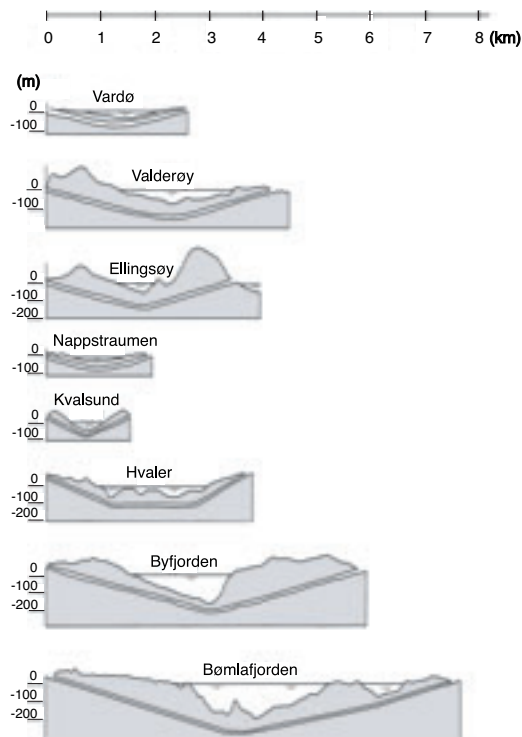 0 1 2 3 4 5 6 7 8 (km)
(m)
Vardø
0
-100
Valderøy
0
-100
Ellingsøy
0
-100
-200
Nappstraumen
0
-100
Kvalsund
0
-100
Hvaler
0
-100
-200
Byfjorden
0
-100
-200
Bømlafjorden
0
-100
-200